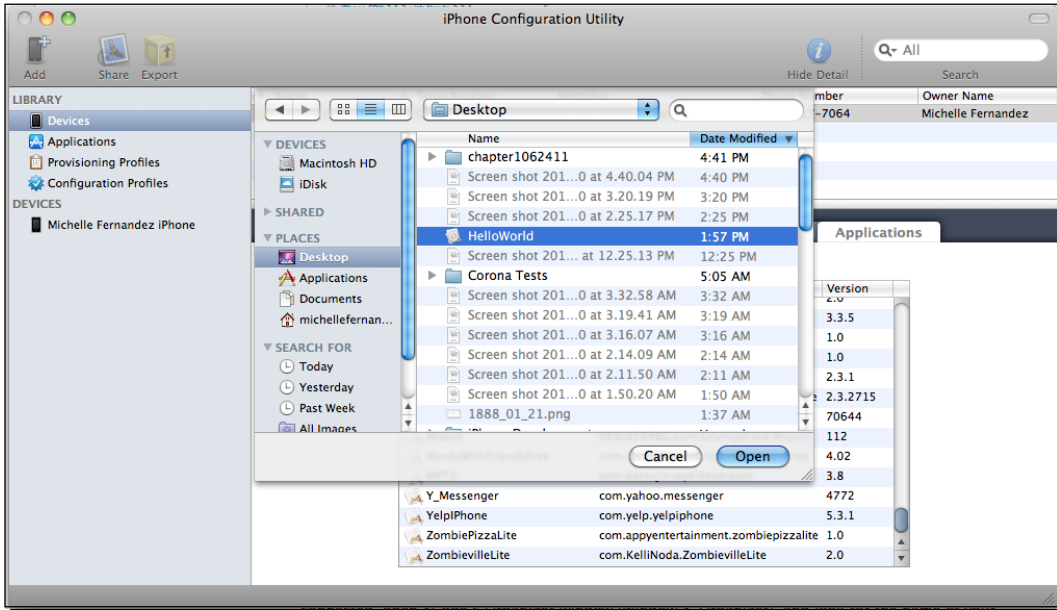 iPhone Configuration Utility
Add
Share
Export
Hide Detail
All
Search
LIBRARY
Devices
Applications
Provisioning Profiles
Configuration Profiles
DEVICES
Michelle Fernandez iPhone
Desktop
DEVICES
Macintosh HD
iDisk
SHARED
PLACES
Desktop
Applications
Documents
michellefernan...
SEARCH FOR
Today
Yesterday
Past Week
All Images
Name Date Modified
chapter1062411 4:41 PM
Screen shot 201...0 at 4.40.04 PM 4:40 PM
Screen shot 201...0 at 3.20.19 PM 3:20 PM
Screen shot 201...0 at 2.25.17 PM 2:25 PM
HelloWorld 1:57 PM
Screen shot 201... at 12.25.13 PM 12:25 PM
Corona Tests 5:05 AM
Screen shot 201...0 at 3.32.58 AM 3:32 AM
Screen shot 201...0 at 3.19.41 AM 3:19 AM
Screen shot 201...0 at 3.16.07 AM 3:16 AM
Screen shot 201...0 at 2.14.09 AM 2:14 AM
Screen shot 201...0 at 2.11.50 AM 2:11 AM
Screen shot 201...0 at 1.50.20 AM 1:50 AM
1888_01_21.png 1:37 AM
Cancel
Open
mber Owner Name
-7064 Michelle Fernandez
Applications
Version
2.0
3.3.5
1.0
1.0
2.3.1
2.3.2715
70644
112
WordsWithFriendsFree 4.02
3.8
Y_Messenger com.yahoo.messenger 4772
YelpIPhone com.yelp.yelpiphone 5.3.1
ZombiePizzaLite com.appyentertainment.zombiepizzalite 1.0
ZombievilleLite com.KelliNoda.ZombievilleLite 2.0